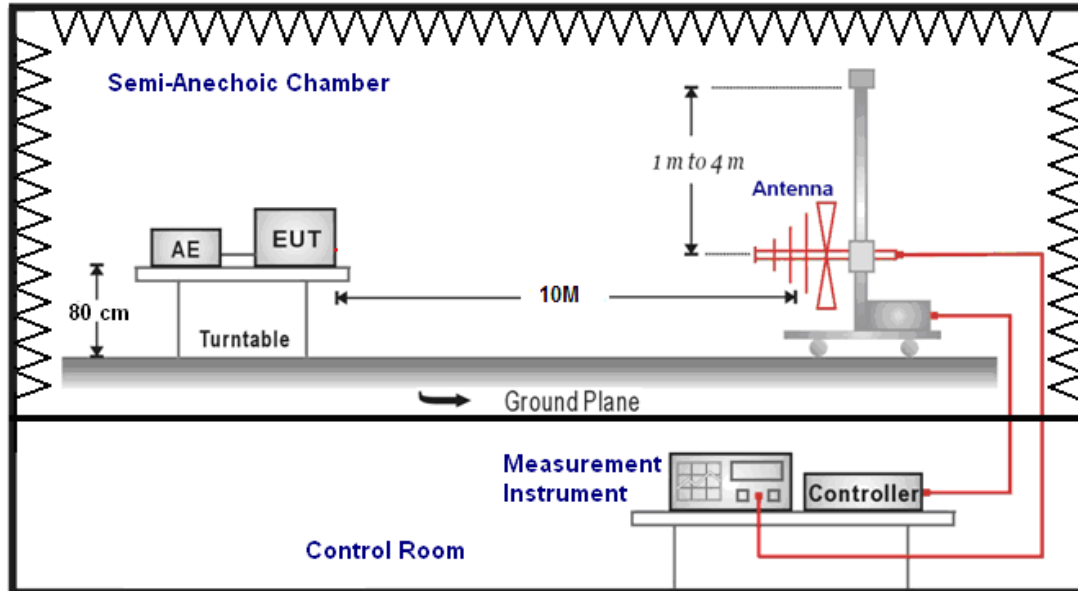 Semi-Anechoic Chamber
1 m to 4 m
Antenna
AE
EUT
80 cm
10M
Turntable
Ground Plane
Measurement
Instrument
Controller
Control Room